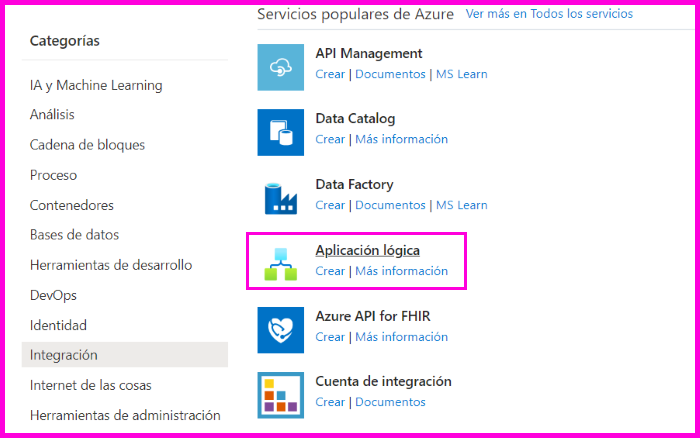 Categorías
IA y Machine Learning
Análisis
Cadena de bloques
Proceso
Contenedores
Bases de datos
Herramientas de desarrollo
DevOps
Identidad
Integración
Internet de las cosas
Herramientas de administración
Servicios populares de Azure Ver más en Todos los servicios
API Management
Crear | Documentos | MS Learn
Data Catalog
Crear | Más información
Data Factory
Crear | Documentos | MS Learn
Aplicación lógica
Crear | Más información
Azure API for FHIR
Crear | Más información
Cuenta de integración
Crear | Documentos